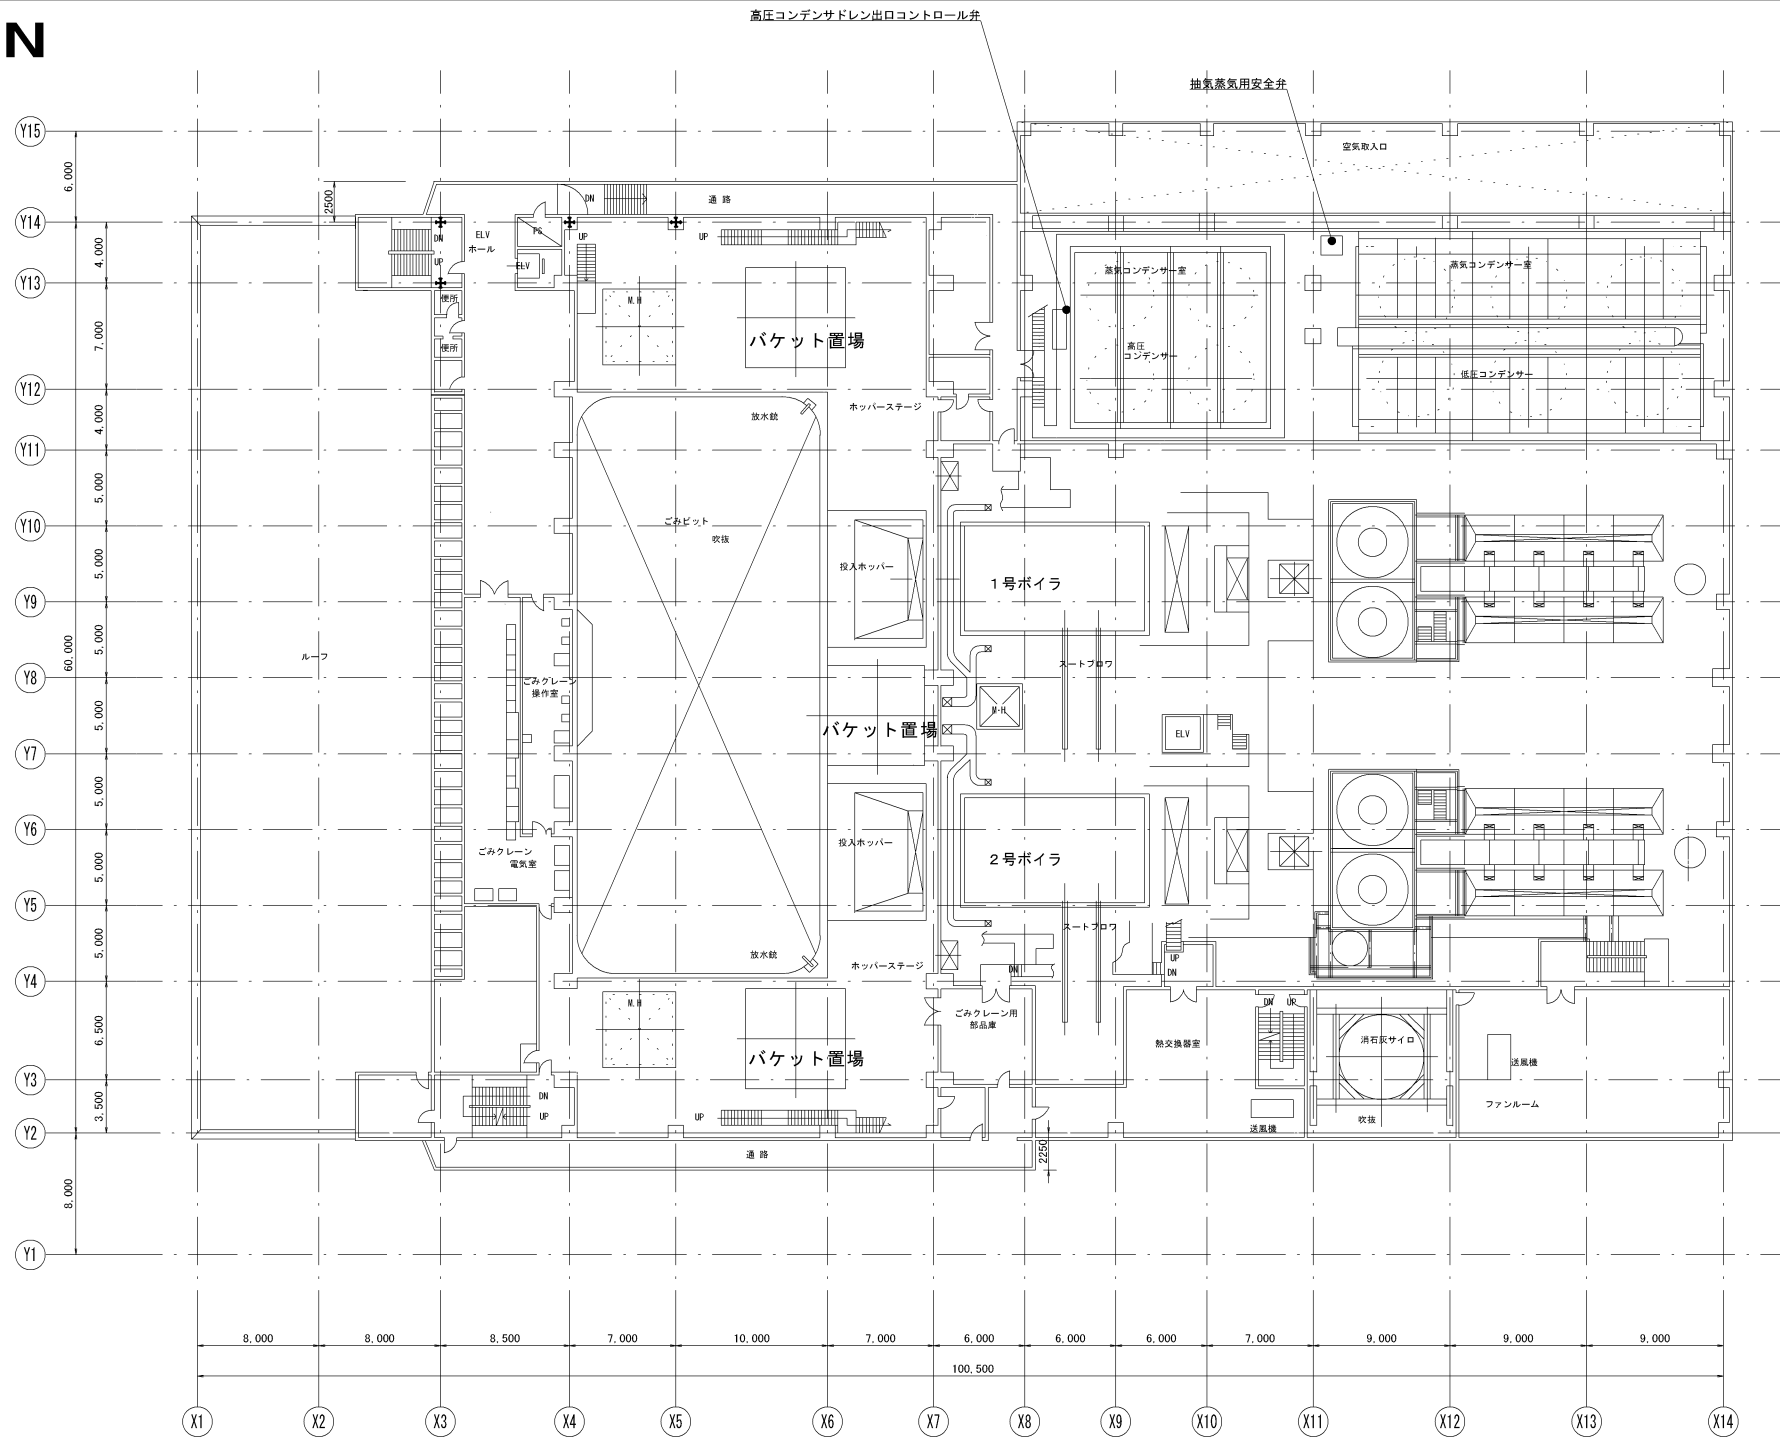 高圧コンデンサドレン出口コントロール弁
N
抽気蒸気用安全弁
Y15
空気取入口
6,000
2500
DN
通 路
Y14
DN
ELV
ホール
PS
UP
UP
4,000
UP
ELV
蒸気コンデンサー室
蒸気コンデンサー室
Y13
便所
M.H
7,000
バケット置場
便所
高圧
コンデンサー
低圧コンデンサー
Y12
放水銃
ホッパーステージ
4,000
Y11
5,000
ごみピット
Y10
吹抜
5,000
投入ホッパー
1号ボイラ
Y9
5,000
60,000
ルーフ
スートブロワ
Y8
ごみクレーン
操作室
M-H
5,000
バケット置場
ELV
Y7
5,000
Y6
投入ホッパー
ごみクレーン
電気室
2号ボイラ
5,000
Y5
スートブロワ
5,000
放水銃
ホッパーステージ
UP
DN
DN
Y4
M.H
DN
UP
ごみクレーン用
部品庫
6,500
熱交換器室
消石灰サイロ
バケット置場
送風機
Y3
DN
ファンルーム
3,500
UP
UP
吹抜
送風機
Y2
2250
通 路
8,000
Y1
8,000
8,000
8,500
7,000
10,000
7,000
6,000
6,000
6,000
7,000
9,000
9,000
9,000
100,500
X1
X2
X3
X4
X5
X6
X7
X8
X9
X10
X11
X12
X13
X14